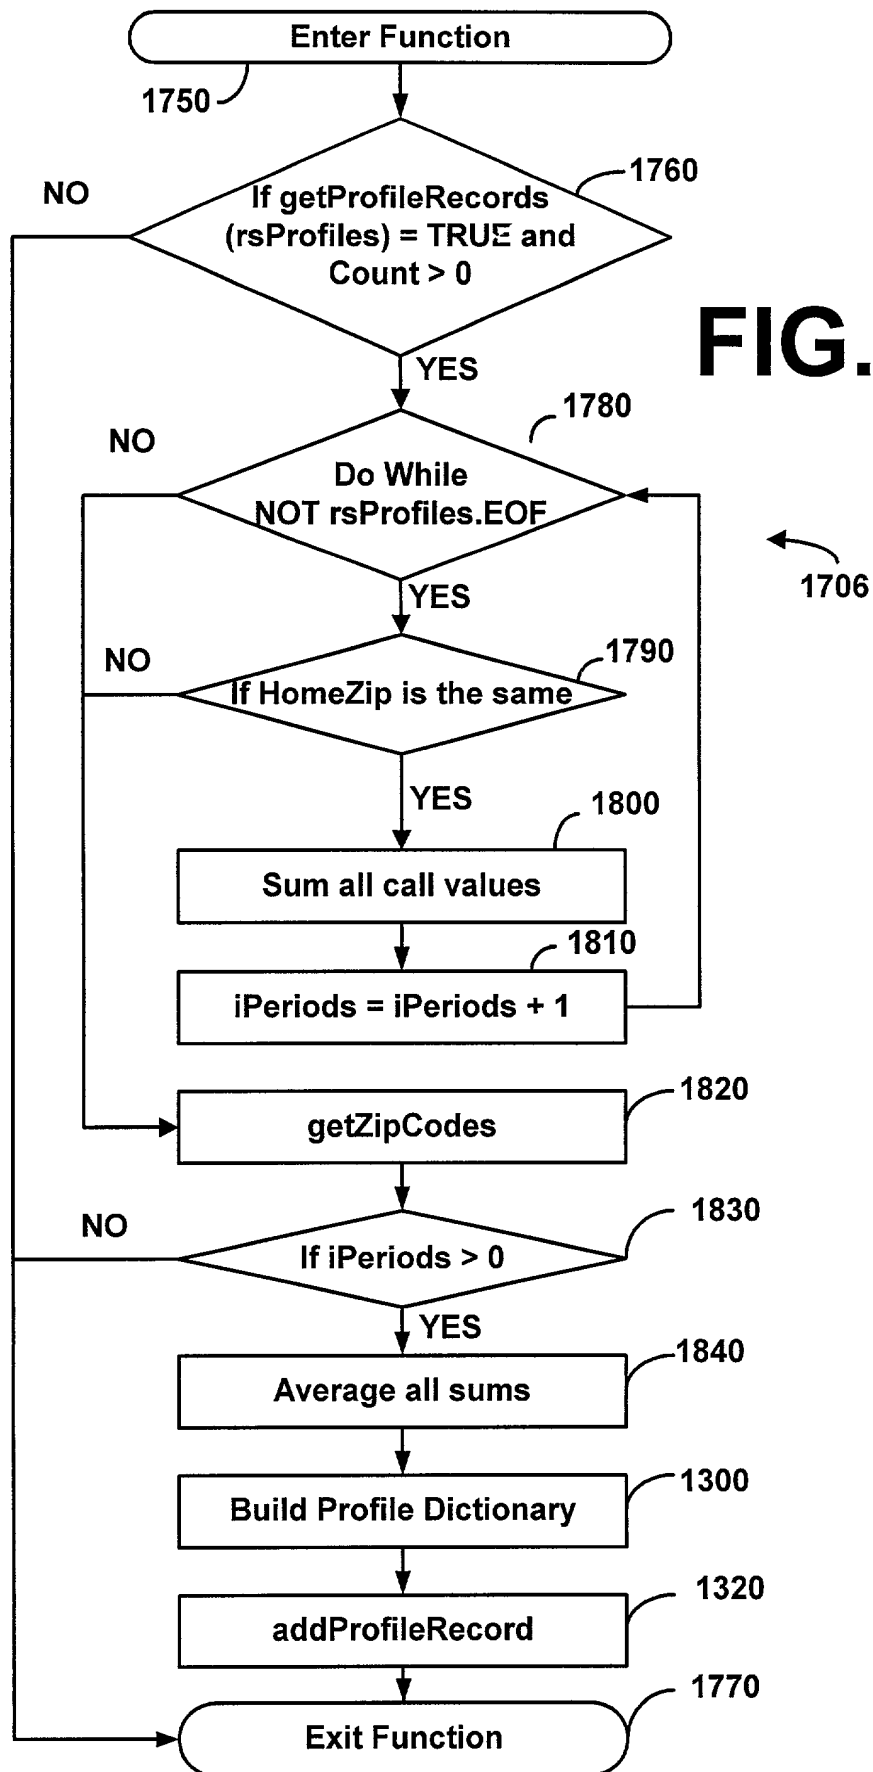 Enter Function
1750
1760
NO
If getProfileRecords
(rsProfiles) = TRUE and
Count > 0
FIG.
YES
1780
NO
Do While
NOT rsProfiles.EOF
1706
YES
1790
NO
If HomeZip is the same
YES
1800
Sum all call values
1810
iPeriods = iPeriods + 1
1820
getZipCodes
1830
NO
If iPeriods > 0
YES
1840
Average all sums
1300
Build Profile Dictionary
1320
addProfileRecord
1770
Exit Function